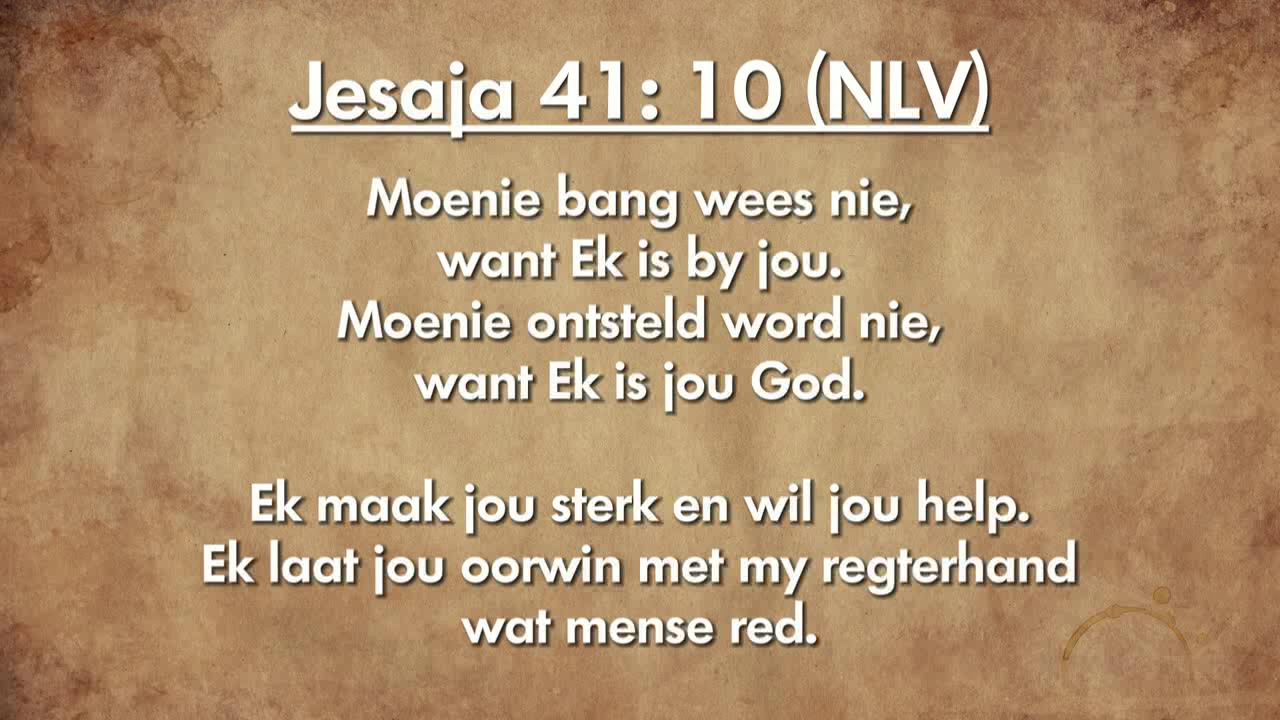 Jesaja 41: 10 (NLV)
Moenie bang wees nie,
want Ek is by jou.
Moenie ontsteld word nie,
want Ek is jou God.
Ek maak jou sterk en wil jou help.
Ek laat jou oorwin met my regterhand
wat mense red.